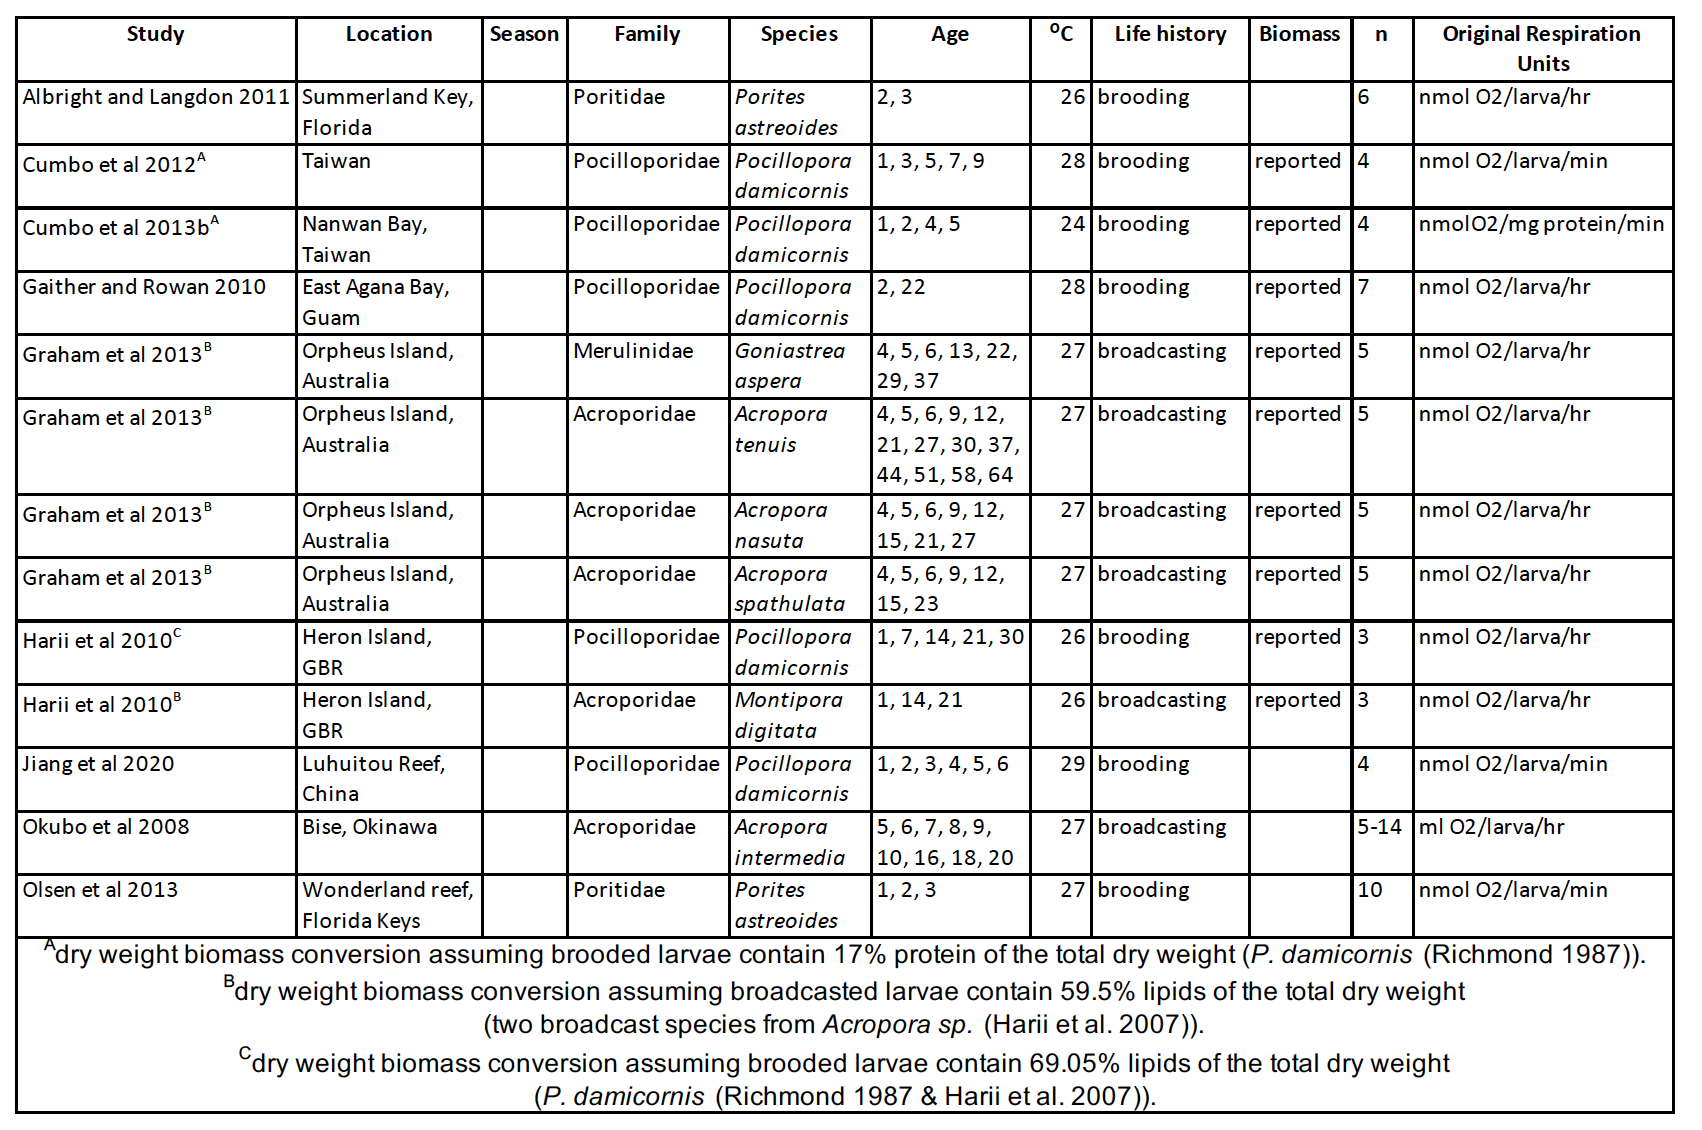 Study Location Season Family Species Age ⁰C Life history Biomass n Original Respiration
Units
Albright and Langdon 2011 Summerland Key, Poritidae Porites 2, 3 26 brooding 6 nmol O2/larva/hr
Florida astreoides
Cumbo et al 2012A Taiwan Pocilloporidae Pocillopora 1, 3, 5, 7, 9 28 brooding reported 4 nmol O2/larva/min
damicornis
Cumbo et al 2013bA Nanwan Bay, Pocilloporidae Pocillopora 1, 2, 4, 5 24 brooding reported 4 nmolO2/mg protein/min
Taiwan damicornis
Gaither and Rowan 2010 East Agana Bay, Pocilloporidae Pocillopora 2, 22 28 brooding reported 7 nmol O2/larva/hr
Guam damicornis
Graham et al 2013B Orpheus Island, Merulinidae Goniastrea 4, 5, 6, 13, 22, 27 broadcasting reported 5 nmol O2/larva/hr
Australia aspera 29, 37
Graham et al 2013B Orpheus Island, Acroporidae Acropora 4, 5, 6, 9, 12, 27 broadcasting reported 5 nmol O2/larva/hr
Australia tenuis 21, 27, 30, 37,
44, 51, 58, 64
Graham et al 2013B Orpheus Island, Acroporidae Acropora 4, 5, 6, 9, 12, 27 broadcasting reported 5 nmol O2/larva/hr
Australia nasuta 15, 21, 27
Graham et al 2013B Orpheus Island, Acroporidae Acropora 4, 5, 6, 9, 12, 27 broadcasting reported 5 nmol O2/larva/hr
Australia spathulata 15, 23
Harii et al 2010C Heron Island, Pocilloporidae Pocillopora 1, 7, 14, 21, 30 26 brooding reported 3 nmol O2/larva/hr
GBR damicornis
Harii et al 2010B Heron Island, Acroporidae Montipora 1, 14, 21 26 broadcasting reported 3 nmol O2/larva/hr
GBR digitata
Jiang et al 2020 Luhuitou Reef, Pocilloporidae Pocillopora 1, 2, 3, 4, 5, 6 29 brooding 4 nmol O2/larva/min
China damicornis
Okubo et al 2008 Bise, Okinawa Acroporidae Acropora 5, 6, 7, 8, 9, 27 broadcasting 5-14 ml O2/larva/hr
intermedia 10, 16, 18, 20
Olsen et al 2013 Wonderland reef, Poritidae Porites 1, 2, 3 27 brooding 10 nmol O2/larva/min
Florida Keys astreoides
Adry weight biomass conversion assuming brooded larvae contain 17% protein of the total dry weight (P. damicornis (Richmond 1987)).
Bdry weight biomass conversion assuming broadcasted larvae contain 59.5% lipids of the total dry weight
(two broadcast species from Acropora sp. (Harii et al. 2007)).
Cdry weight biomass conversion assuming brooded larvae contain 69.05% lipids of the total dry weight
(P. damicornis (Richmond 1987 & Harii et al. 2007)).